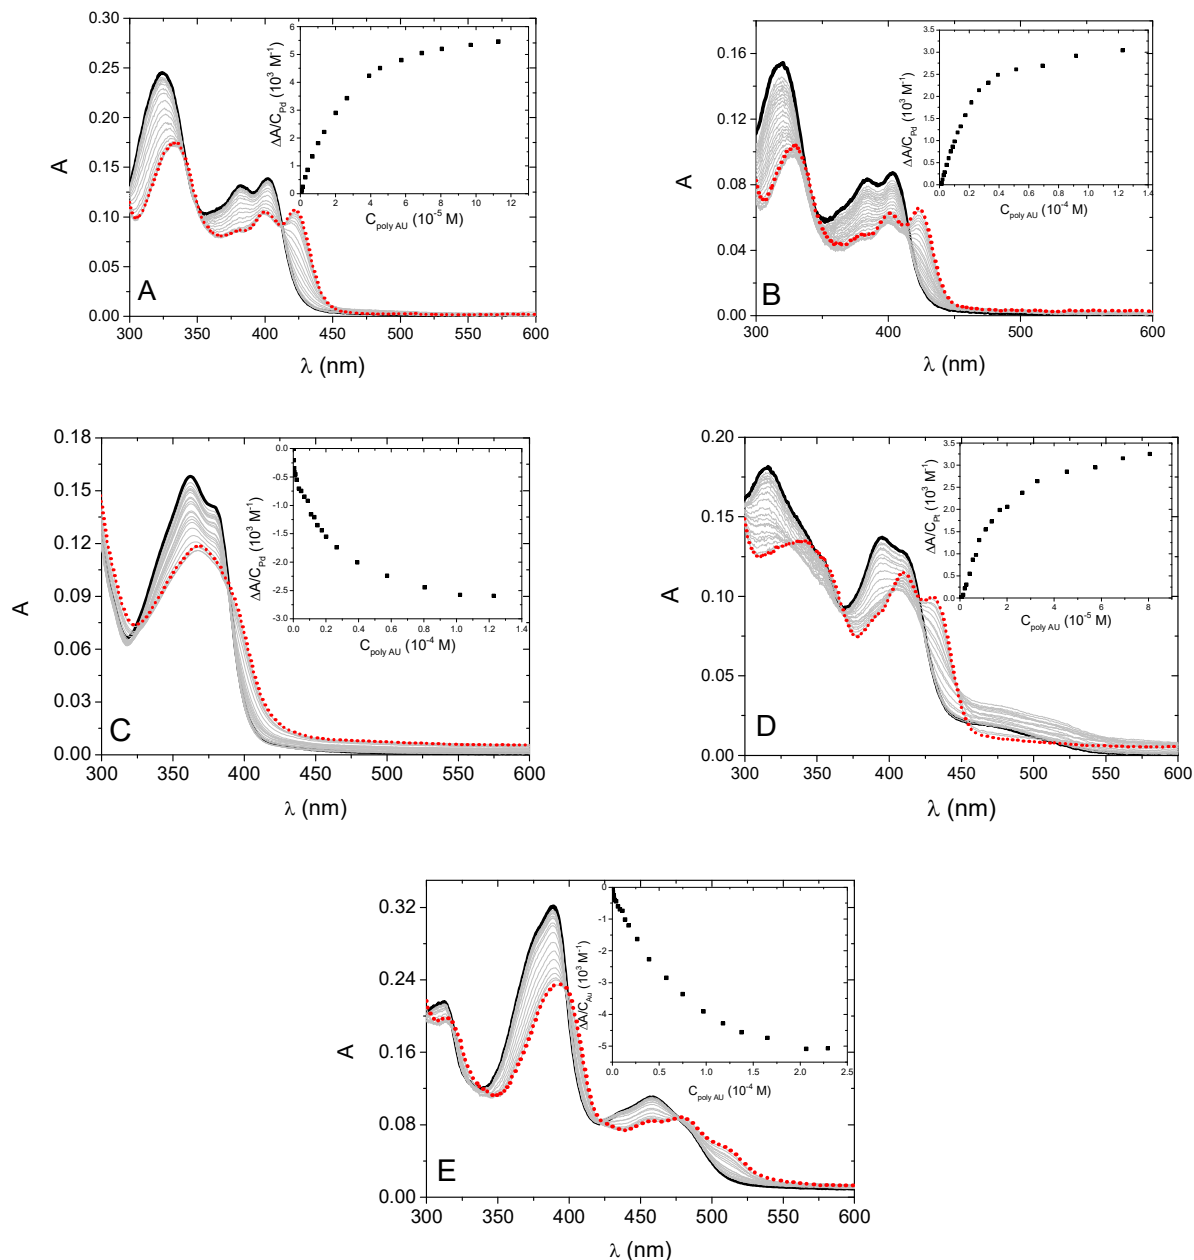 0.30
0.25
0.20
0.15
0.10
0.05
0.00
A
300 350 400 450 500 550 600
λ (nm)
A
6
5
4
3
2
1
0
0 2 4 6 8 10 12
ΔA/C_Pd (10³ M⁻¹)
C_poly AU (10⁻⁵ M)
0.16
0.12
0.08
0.04
0.00
A
300 400 500 600
λ (nm)
B
3.5
3.0
2.5
2.0
1.5
1.0
0.5
0.0
0.0 0.2 0.4 0.6 0.8 1.0 1.2 1.4
ΔA/C_Pd (10³ M⁻¹)
C_poly AU (10⁻⁴ M)
0.18
0.15
0.12
0.09
0.06
0.03
0.00
A
300 350 400 450 500 550 600
λ (nm)
C
0.0
-0.5
-1.0
-1.5
-2.0
-2.5
-3.0
0.0 0.2 0.4 0.6 0.8 1.0 1.2 1.4
ΔA/C_Pd (10³ M⁻¹)
C_poly AU (10⁻⁴ M)
0.20
0.15
0.10
0.05
0.00
A
300 350 400 450 500 550 600
λ (nm)
D
3.5
3.0
2.5
2.0
1.5
1.0
0.5
0.0
0 2 4 6 8
ΔA/C_Pt (10³ M⁻¹)
C_poly AU (10⁻⁵ M)
0.32
0.24
0.16
0.08
0.00
A
300 350 400 450 500 550 600
λ (nm)
E
0
-1
-2
-3
-4
-5
0.0 0.5 1.0 1.5 2.0 2.5
ΔA/C_Au (10³ M⁻¹)
C_poly AU (10⁻⁴ M)